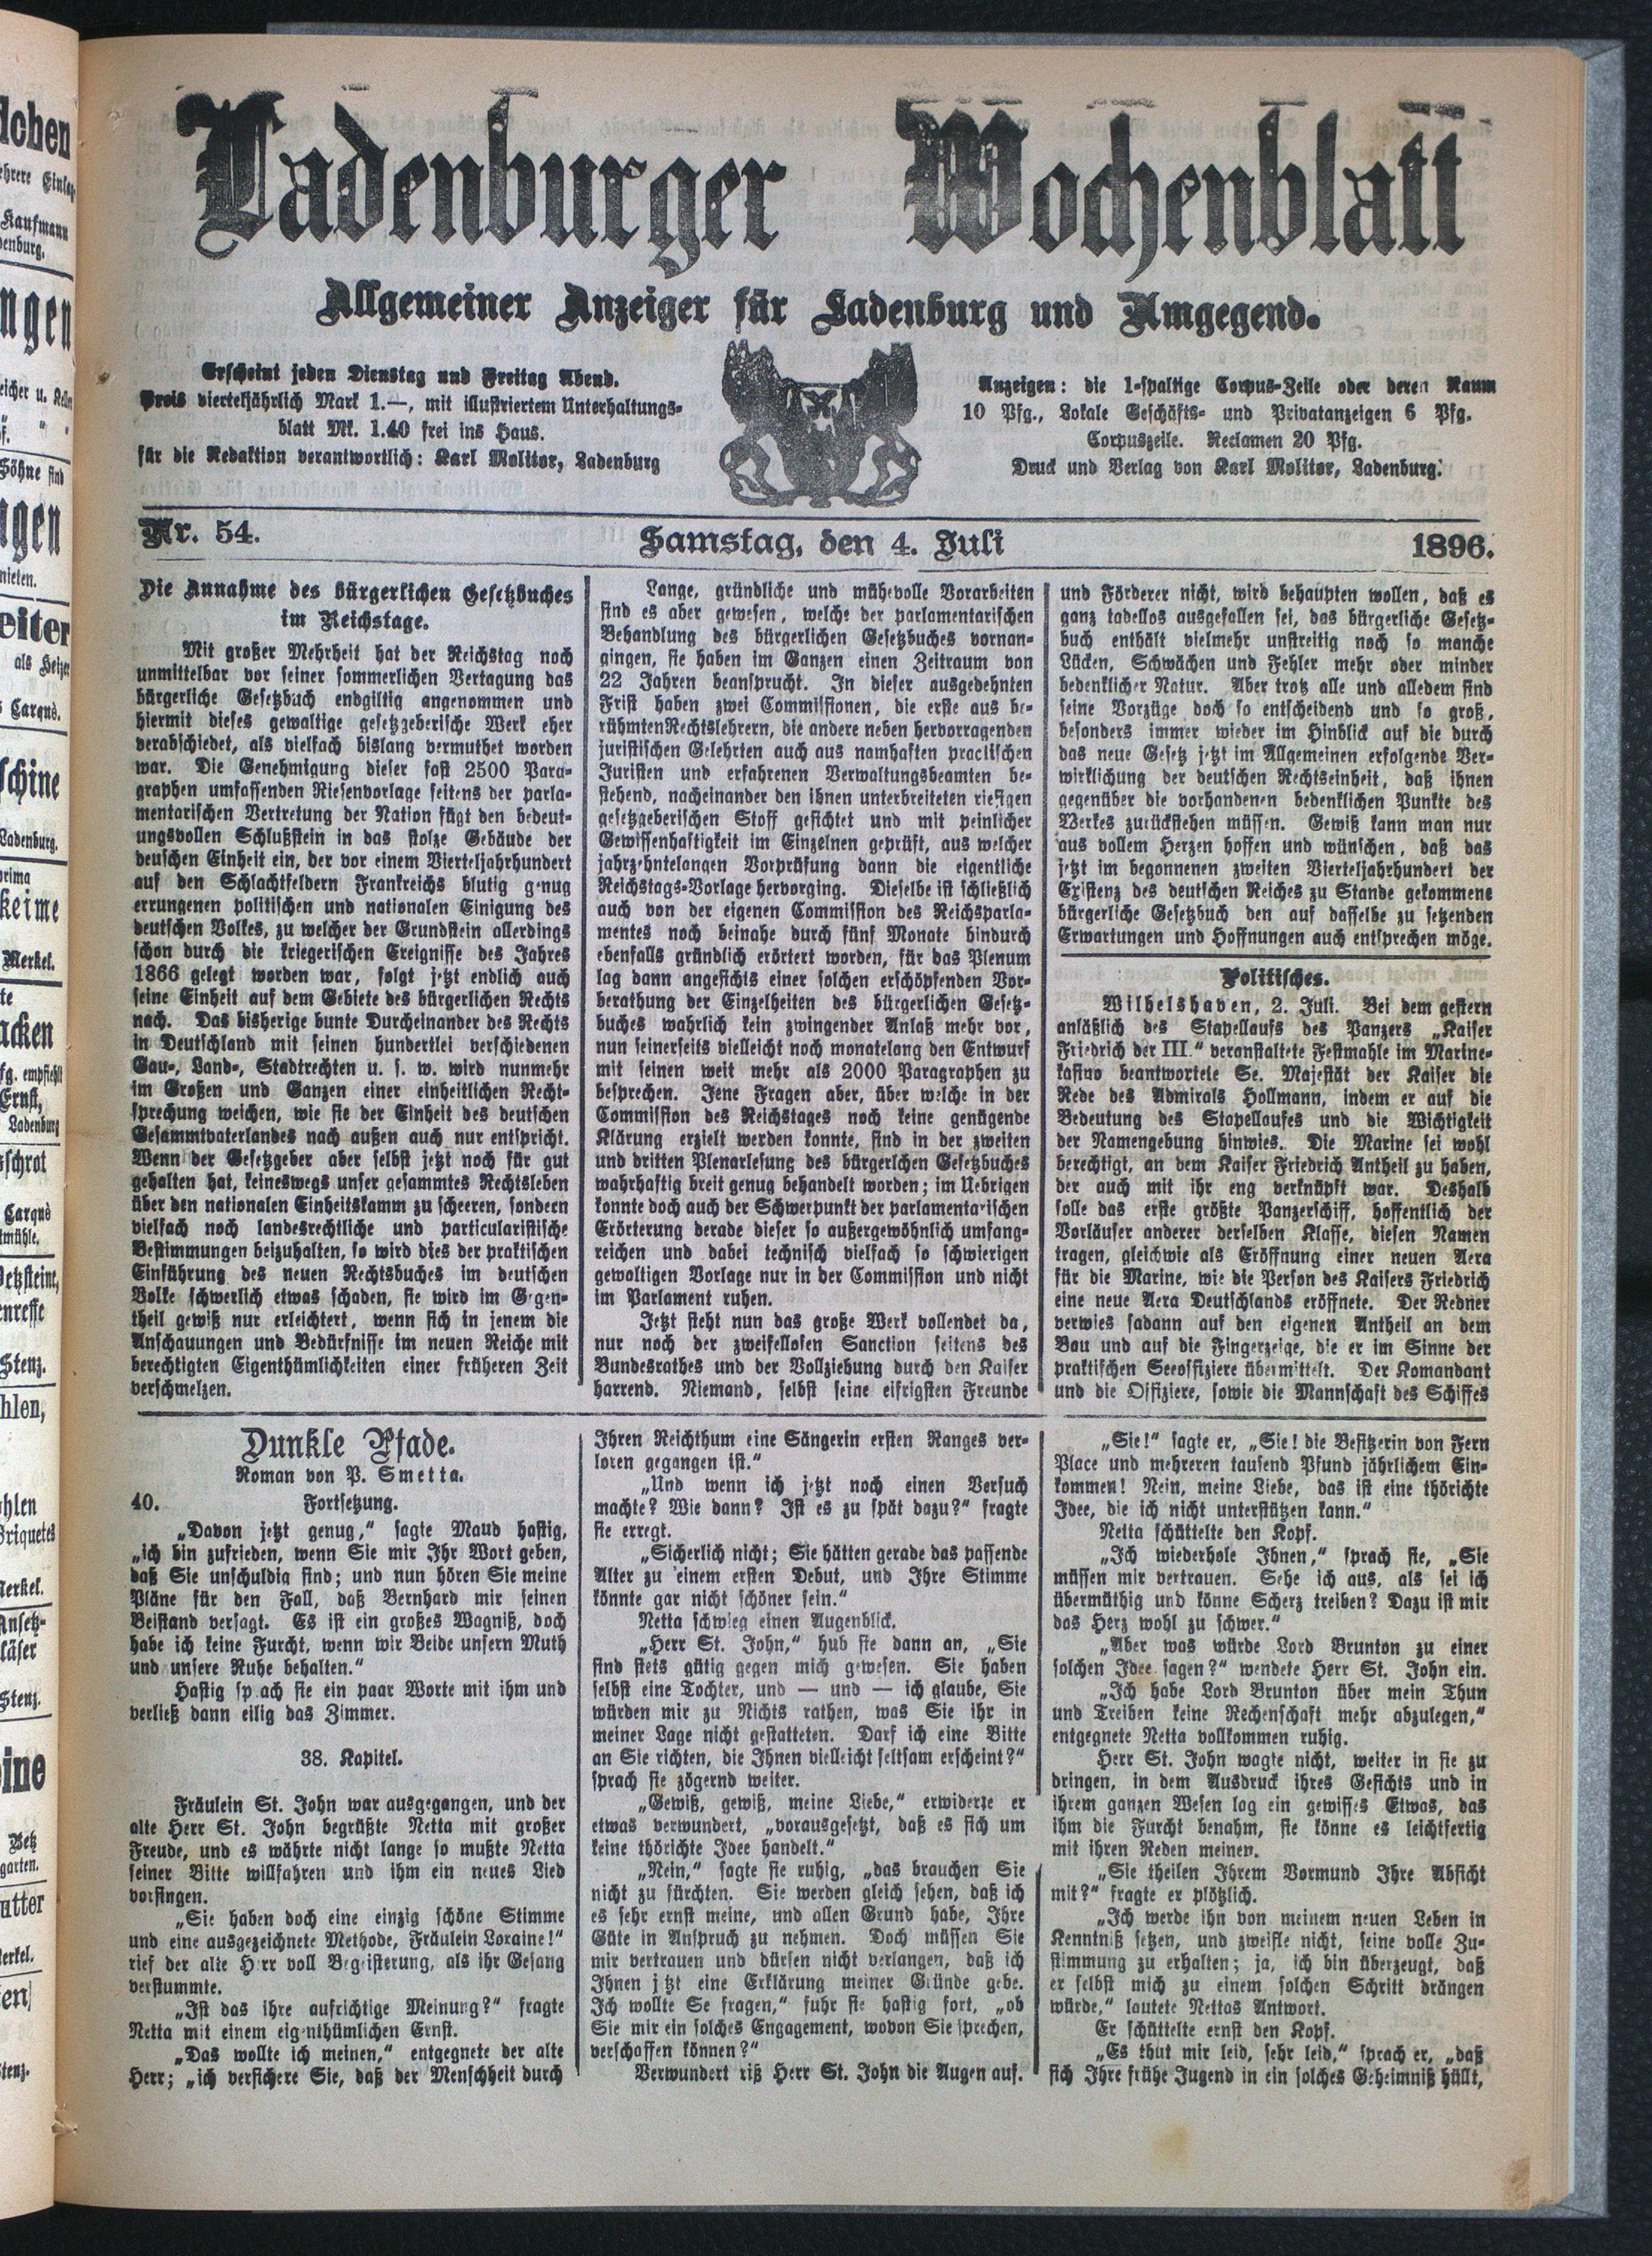 Ladenburger Wochenblatt
Allgemeiner Anzeiger für Ladenburg und Umgegend.
Erscheint jeden Dienstag und Freitag Abend.
Preis vierteljährlich Mark 1.—, mit illustriertem Unterhaltungs-
blatt Mk. 1.40 frei ins Haus.
für die Redaktion verantwortlich: Karl Molitor, Ladenburg
Anzeigen: die 1-spaltige Corpus-Zeile oder deren Raum
10 Pfg., Lokale Geschäfts- und Privatanzeigen 6 Pfg.
Corpuszeile. Reclamen 20 Pfg.
Druck und Verlag von Karl Molitor, Ladenburg.
Nr. 54.
Samstag, den 4. Juli
1896.
Die Annahme des bürgerlichen Gesetzbuches
im Reichstage.
Mit großer Mehrheit hat der Reichstag noch
unmittelbar vor seiner sommerlichen Vertagung das
bürgerliche Gesetzbuch endgiltig angenommen und
hiermit dieses gewaltige gesetzgeberische Werk eher
verabschiedet, als vielfach bislang vermuthet worden
war. Die Genehmigung dieser fast 2500 Para-
graphen umfassenden Riesenvorlage seitens der parla-
mentarischen Vertretung der Nation fügt den bedeut-
ungsvollen Schlußstein in das stolze Gebäude der
deuschen Einheit ein, der vor einem Vierteljahrhundert
auf den Schlachtfeldern Frankreichs blutig genug
errungenen politischen und nationalen Einigung des
deutschen Volkes, zu welcher der Grundstein allerdings
schon durch die kriegerischen Ereignisse des Jahres
1866 gelegt worden war, folgt jetzt endlich auch
seine Einheit auf dem Gebiete des bürgerlichen Rechts
nach. Das bisherige bunte Durcheinander des Rechts
in Deutschland mit seinen hundertlei verschiedenen
Gau-, Land-, Stadtrechten u. s. w. wird nunmehr
im Großen und Ganzen einer einheitlichen Recht-
sprechung weichen, wie sie der Einheit des deutschen
Gesammtvaterlandes nach außen auch nur entspricht.
Wenn der Gesetzgeber aber selbst jetzt noch für gut
gehalten hat, keineswegs unser gesammtes Rechtsleben
über den nationalen Einheitskamm zu scheeren, sondern
vielfach noch landesrechtliche und particularistische
Bestimmungen beizuhalten, so wird dies der praktischen
Einführung des neuen Rechtsbuches im deutschen
Volke schwerlich etwas schaden, sie wird im Gegen-
theil gewiß nur erleichtert, wenn sich in jenem die
Anschauungen und Bedürfnisse im neuen Reiche mit
berechtigten Eigenthümlichkeiten einer früheren Zeit
verschmelzen.
Lange, gründliche und mühevolle Vorarbeiten
sind es aber gewesen, welche der parlamentarischen
Behandlung des bürgerlichen Gesetzbuches vornan-
gingen, sie haben im Ganzen einen Zeitraum von
22 Jahren beansprucht. In dieser ausgedehnten
Frist haben zwei Commissionen, die erste aus be-
rühmten Rechtslehrern, die andere neben hervorragenden
juristischen Gelehrten auch aus namhaften practischen
Juristen und erfahrenen Verwaltungsbeamten be-
stehend, nacheinander den ihnen unterbreiteten riesigen
gesetzgeberischen Stoff gesichtet und mit peinlicher
Gewissenhaftigkeit im Einzelnen geprüft, aus welcher
jahrzehntelangen Vorprüfung dann die eigentliche
Reichstags-Vorlage hervorging. Dieselbe ist schließlich
auch von der eigenen Commission des Reichsparla-
mentes noch beinahe durch fünf Monate hindurch
ebenfalls gründlich erörtert worden, für das Plenum
lag dann angesichts einer solchen erschöpfenden Vor-
berathung der Einzelheiten des bürgerlichen Gesetz-
buches wahrlich kein zwingender Anlaß mehr vor,
nun seinerseits vielleicht noch monatelang den Entwurf
mit seinen weit mehr als 2000 Paragraphen zu
besprechen. Jene Fragen aber, über welche in der
Commission des Reichstages noch keine genügende
Klärung erzielt werden konnte, sind in der zweiten
und dritten Plenarlesung des bürgerlchen Gesetzbuches
wahrhaftig breit genug behandelt worden; im Uebrigen
konnte doch auch der Schwerpunkt der parlamentarischen
Erörterung derade dieser so außergewöhnlich umfang-
reichen und dabei technisch vielfach so schwierigen
gewaltigen Vorlage nur in der Commission und nicht
im Parlament ruhen.
Jetzt steht nun das große Werk vollendet da,
nur noch der zweifellosen Sanction seitens des
Bundesrathes und der Vollziehung durch den Kaiser
harrend. Niemand, selbst seine eifrigsten Freunde
und Förderer nicht, wird behaupten wollen, daß es
ganz tadellos ausgefallen sei, das bürgerliche Gesetz-
buch enthält vielmehr unstreitig noch so manche
Lücken, Schwächen und Fehler mehr oder minder
bedenklicher Natur. Aber trotz alle und alledem sind
seine Vorzüge doch so entscheidend und so groß,
besonders immer wieder im Hinblick auf die durch
das neue Gesetz jetzt im Allgemeinen erfolgende Ver-
wirklichung der deutschen Rechtseinheit, daß ihnen
gegenüber die vorhandenen bedenklichen Punkte des
Werkes zurückstehen müssen. Gewiß kann man nur
aus vollem Herzen hoffen und wünschen, daß das
jetzt im begonnenen zweiten Vierteljahrhundert der
Existenz des deutschen Reiches zu Stande gekommene
bürgerliche Gesetzbuch den auf dasselbe zu setzenden
Erwartungen und Hoffnungen auch entsprechen möge.
Politisches.
Wilhelshaven, 2. Juli. Bei dem gestern
anläßlich des Stapellaufs des Panzers „Kaiser
Friedrich der III.“ veranstaltete Festmahle im Marine-
kasino beantwortete Se. Majestät der Kaiser die
Rede des Admirals Hollmann, indem er auf die
Bedeutung des Stapellaufes und die Wichtigkeit
der Namengebung hinwies. Die Marine sei wohl
berechtigt, an dem Kaiser Friedrich Antheil zu haben,
der auch mit ihr eng verknüpft war. Deshalb
solle das erste größte Panzerschiff, hoffentlich der
Vorläufer anderer derselben Klasse, diesen Namen
tragen, gleichwie als Eröffnung einer neuen Aera
für die Marine, wie die Person des Kaisers Friedrich
eine neue Aera Deutschlands eröffnete. Der Redner
verwies sadann auf den eigenen Antheil an dem
Bau und auf die Fingerzeige, die er im Sinne der
praktischen Seeoffiziere übermittelt. Der Komandant
und die Offiziere, sowie die Mannschaft des Schiffes
Dunkle Pfade.
Roman von P. Smetta.
40. Fortsetzung.
„Davon jetzt genug,“ sagte Maud hastig,
„ich bin zufrieden, wenn Sie mir Ihr Wort geben,
daß Sie unschuldig sind; und nun hören Sie meine
Pläne für den Fall, daß Bernhard mir seinen
Beistand versagt. Es ist ein großes Wagniß, doch
habe ich keine Furcht, wenn wir Beide unsern Muth
und unsere Ruhe behalten.“
Hastig sprach sie ein paar Worte mit ihm und
verließ dann eilig das Zimmer.
38. Kapitel.
Fräulein St. John war ausgegangen, und der
alte Herr St. John begrüßte Netta mit großer
Freude, und es währte nicht lange so mußte Netta
seiner Bitte willfahren und ihm ein neues Lied
vorsingen.
„Sie haben doch eine einzig schöne Stimme
und eine ausgezeichnete Methode, Fräulein Loraine!“
rief der alte Herr voll Begeisterung, als ihr Gesang
verstummte.
„Ist das ihre aufrichtige Meinung?“ fragte
Netta mit einem eigenthümlichen Ernst.
„Das wollte ich meinen,“ entgegnete der alte
Herr; „ich versichere Sie, daß der Menschheit durch
Ihren Reichthum eine Sängerin ersten Ranges ver-
loren gegangen ist.“
„Und wenn ich jetzt noch einen Versuch
machte? Wie dann? Ist es zu spät dazu?“ fragte
sie erregt.
„Sicherlich nicht; Sie hätten gerade das passende
Alter zu einem ersten Debut, und Ihre Stimme
könnte gar nicht schöner sein.“
Netta schwieg einen Augenblick.
„Herr St. John,“ hub sie dann an, „Sie
sind stets gütig gegen mich gewesen. Sie haben
selbst eine Tochter, und — und — ich glaube, Sie
würden mir zu Nichts rathen, was Sie ihr in
meiner Lage nicht gestatteten. Darf ich eine Bitte
an Sie richten, die Ihnen vielleicht seltsam erscheint?“
sprach sie zögernd weiter.
„Gewiß, gewiß, meine Liebe,“ erwiderte er
etwas verwundert, „vorausgesetzt, daß es sich um
keine thörichte Idee handelt.“
„Nein,“ sagte sie ruhig, „das brauchen Sie
nicht zu fürchten. Sie werden gleich sehen, daß ich
es sehr ernst meine, und allen Grund habe, Ihre
Güte in Anspruch zu nehmen. Doch müssen Sie
mir vertrauen und dürfen nicht verlangen, daß ich
Ihnen jetzt eine Erklärung meiner Gründe gebe.
Ich wollte Se fragen,“ fuhr sie hastig fort, „ob
Sie mir ein solches Engagement, wovon Sie sprechen,
verschaffen können?“
Verwundert riß Herr St. John die Augen auf.
„Sie!“ sagte er, „Sie! die Besitzerin von Fern
Place und mehreren tausend Pfund jährlichem Ein-
kommen! Nein, meine Liebe, das ist eine thörichte
Idee, die ich nicht unterstützen kann.“
Netta schüttelte den Kopf.
„Ich wiederhole Ihnen,“ sprach sie, „Sie
müssen mir vertrauen. Sehe ich aus, als sei ich
übermüthig und könne Scherz treiben? Dazu ist mir
das Herz wohl zu schwer.“
„Aber was würde Lord Brunton zu einer
solchen Idee sagen?“ wendete Herr St. John ein.
„Ich habe Lord Brunton über mein Thun
und Treiben keine Rechenschaft mehr abzulegen,“
entgegnete Netta vollkommen ruhig.
Herr St. John wagte nicht, weiter in sie zu
dringen, in dem Ausdruck ihres Gesichts und in
ihrem ganzen Wesen lag ein gewisses Etwas, das
ihm die Furcht benahm, sie könne es leichtfertig
mit ihren Reden meinen.
„Sie theilen Ihrem Vormund Ihre Absicht
mit?“ fragte er plötzlich.
„Ich werde ihn von meinem neuen Leben in
Kenntniß setzen, und zweifle nicht, seine volle Zu-
stimmung zu erhalten; ja, ich bin überzeugt, daß
er selbst mich zu einem solchen Schritt drängen
würde,“ lautete Nettas Antwort.
Er schüttelte ernst den Kopf.
„Es thut mir leid, sehr leid,“ sprach er, „daß
sich Ihre frühe Jugend in ein solches Geheimniß hüllt,